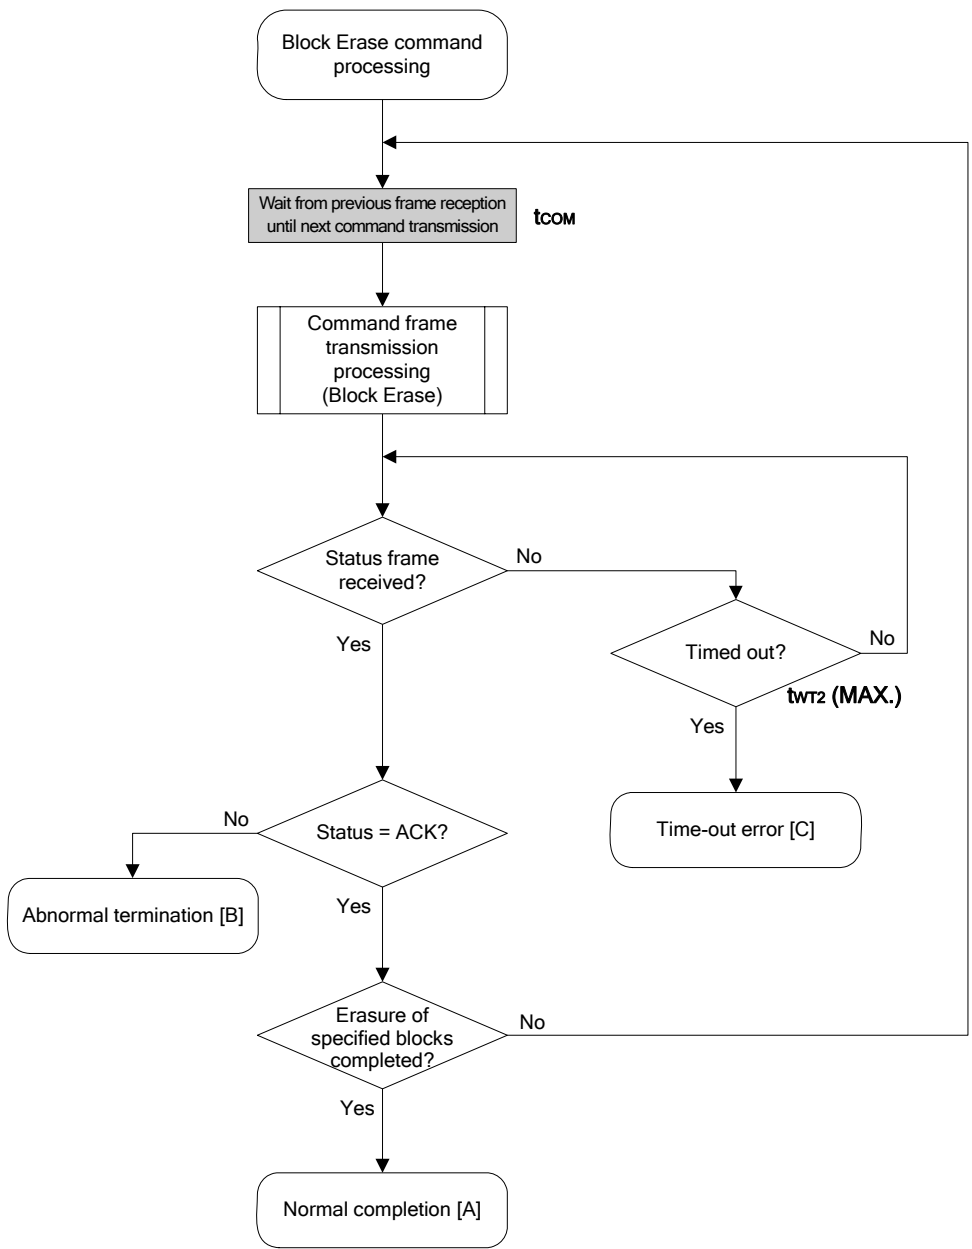 Block Erase command
processing
Wait from previous frame reception
until next command transmission
tCOM
Command frame
transmission
processing
(Block Erase)
Status frame
received?
No
Yes
Timed out?
No
tWT2 (MAX.)
Yes
Time-out error [C]
Status = ACK?
No
Abnormal termination [B]
Yes
Erasure of
specified blocks
completed?
No
Yes
Normal completion [A]